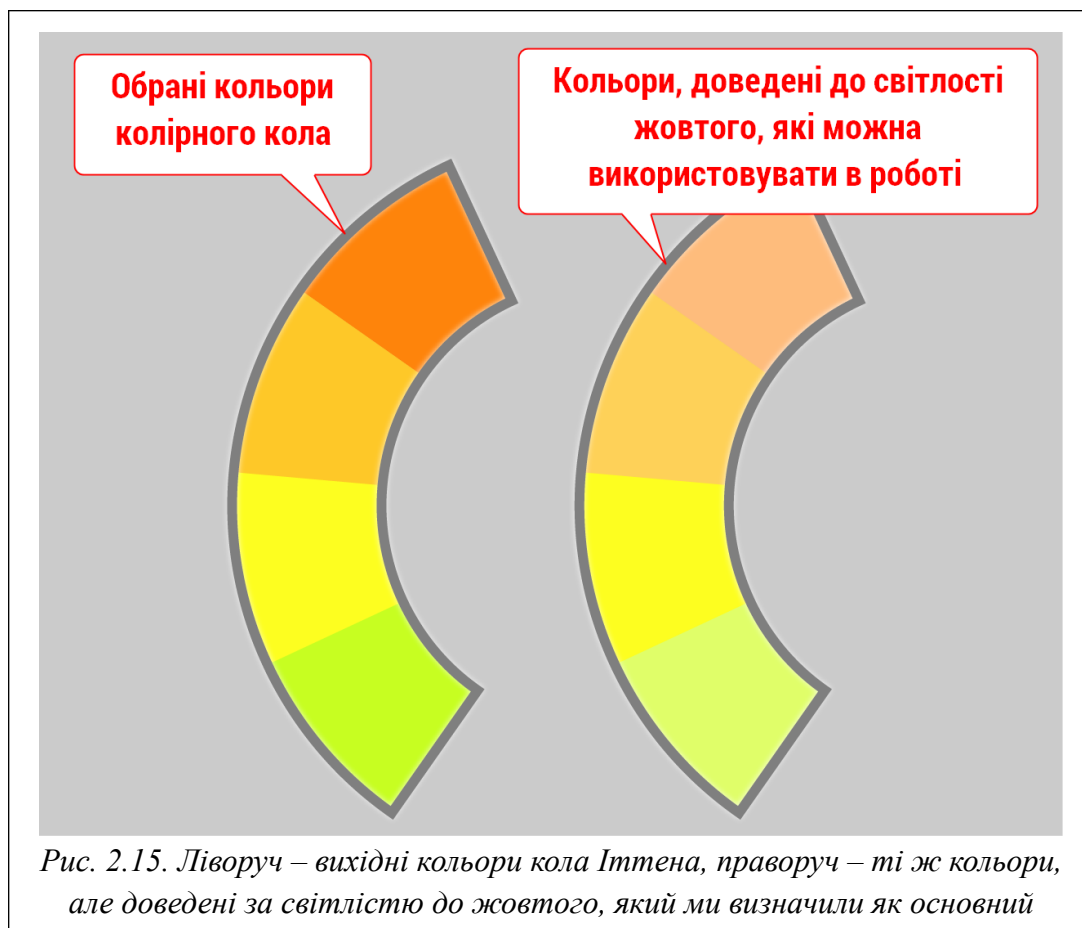 Обрані кольори
колірного кола
Кольори, доведені до світлості
жовтого, які можна
використовувати в роботі
Рис. 2.15. Ліворуч – вихідні кольори кола Іттена, праворуч – ті ж кольори,
але доведені за світлістю до жовтого, який ми визначили як основний